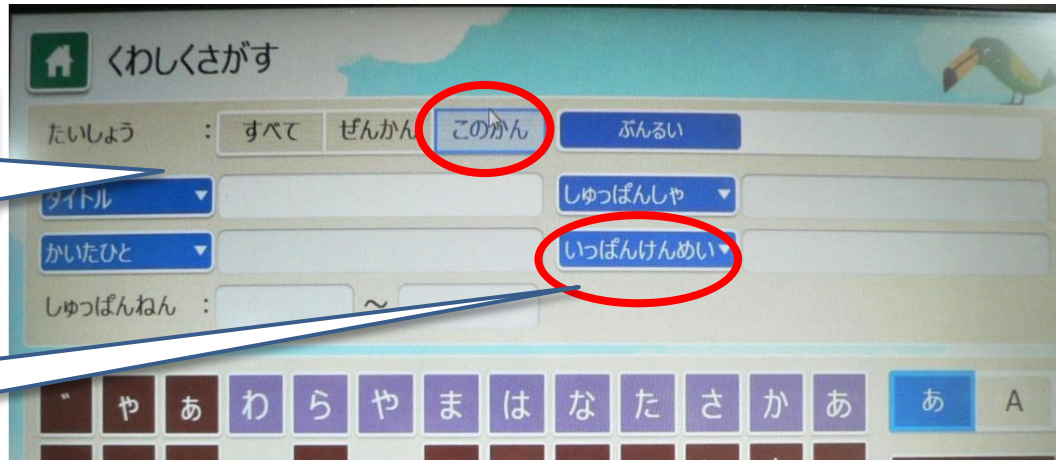 くわしくさがす
たいしょう : すべて ぜんかん このかん ぶんるい
タイトル しゅっぱんしゃ
かいたひと いっぱんけんめい
しゅっぱんねん : ～
゛ ゃ ぁ わ ら や ま は な た さ か あ あ A